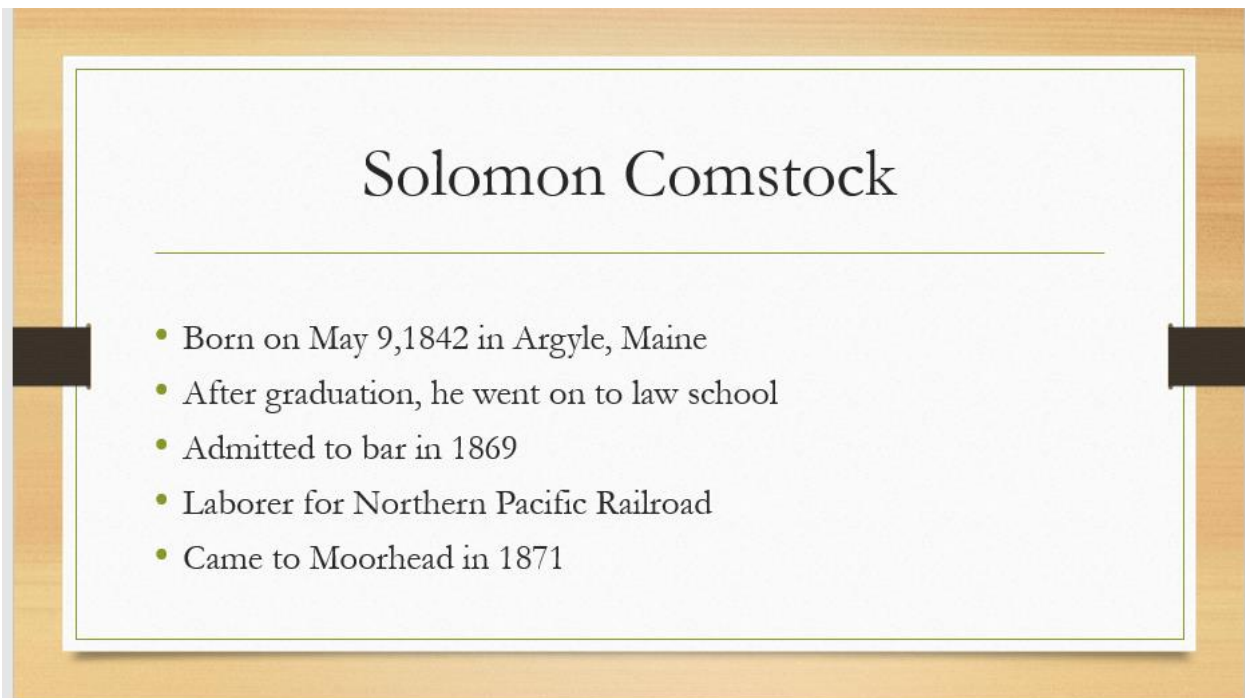 Solomon Comstock
• Born on May 9,1842 in Argyle, Maine
• After graduation, he went on to law school
• Admitted to bar in 1869
• Laborer for Northern Pacific Railroad
• Came to Moorhead in 1871